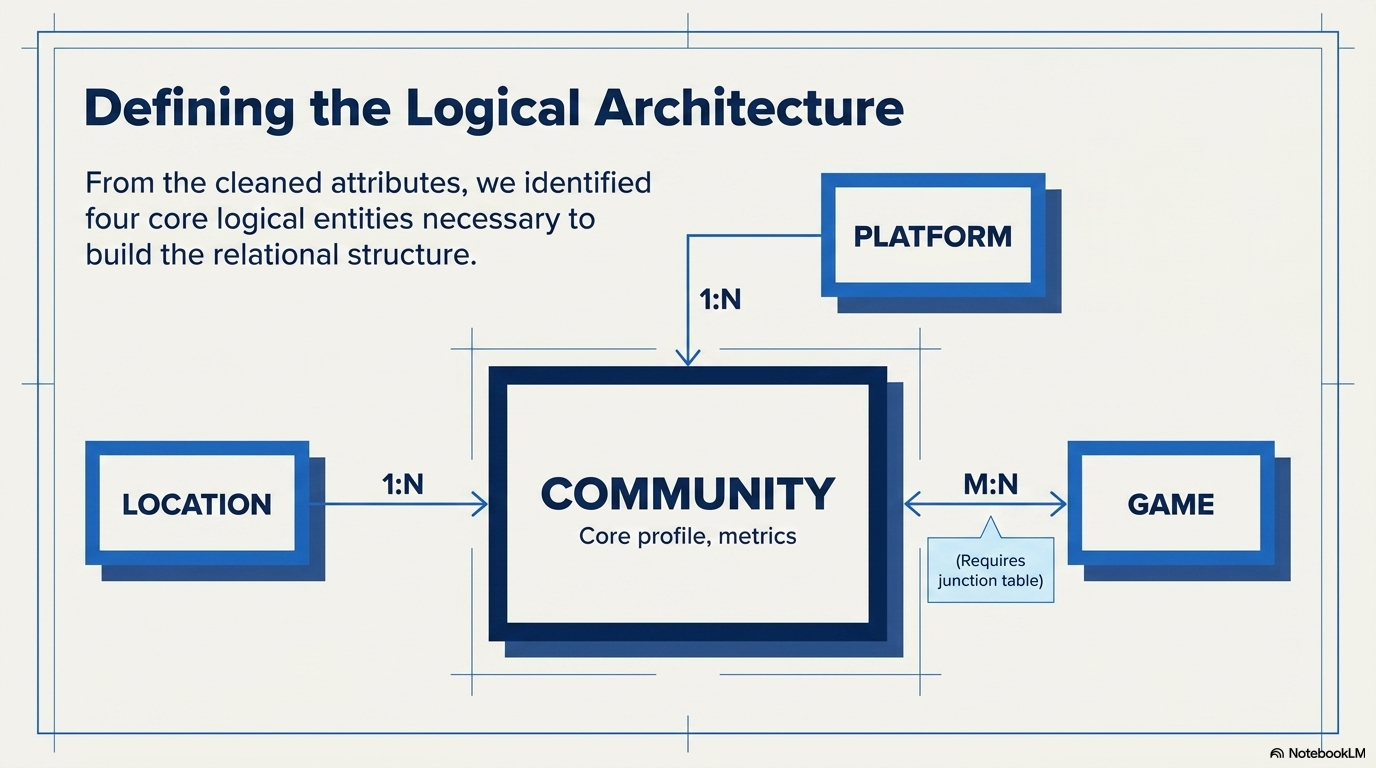 Defining the Logical Architecture
From the cleaned attributes, we identified
four core logical entities necessary to
build the relational structure.
PLATFORM
1:N
LOCATION
1:N
COMMUNITY
Core profile, metrics
M:N
(Requires
junction table)
GAME
NotebookLM